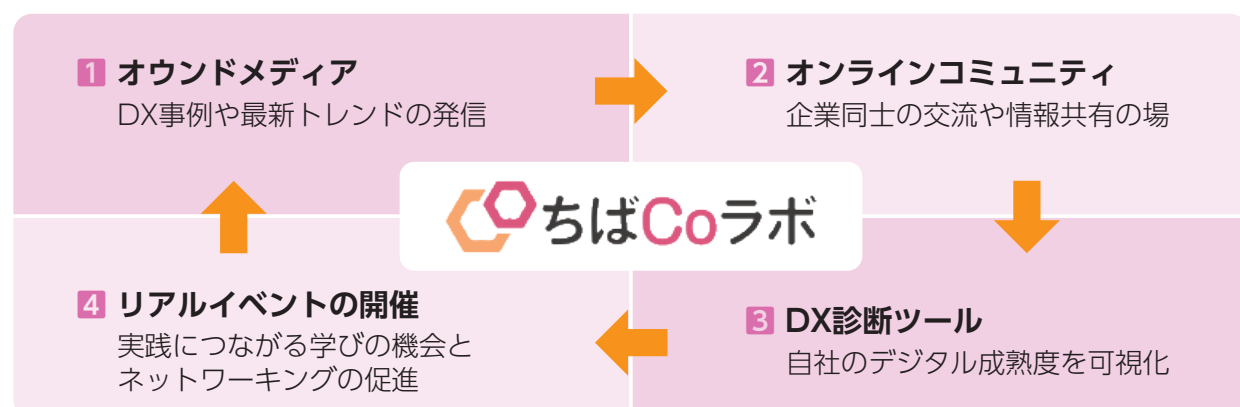 1 オウンドメディア
DX事例や最新トレンドの発信
2 オンラインコミュニティ
企業同士の交流や情報共有の場
ちばCoラボ
4 リアルイベントの開催
実践につながる学びの機会と
ネットワーキングの促進
3 DX診断ツール
自社のデジタル成熟度を可視化